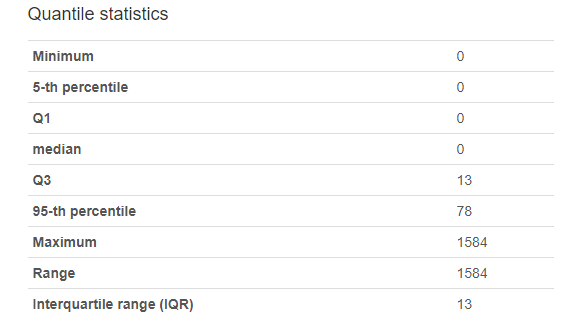 Quantile statistics
Minimum 0
5-th percentile 0
Q1 0
median 0
Q3 13
95-th percentile 78
Maximum 1584
Range 1584
Interquartile range (IQR) 13